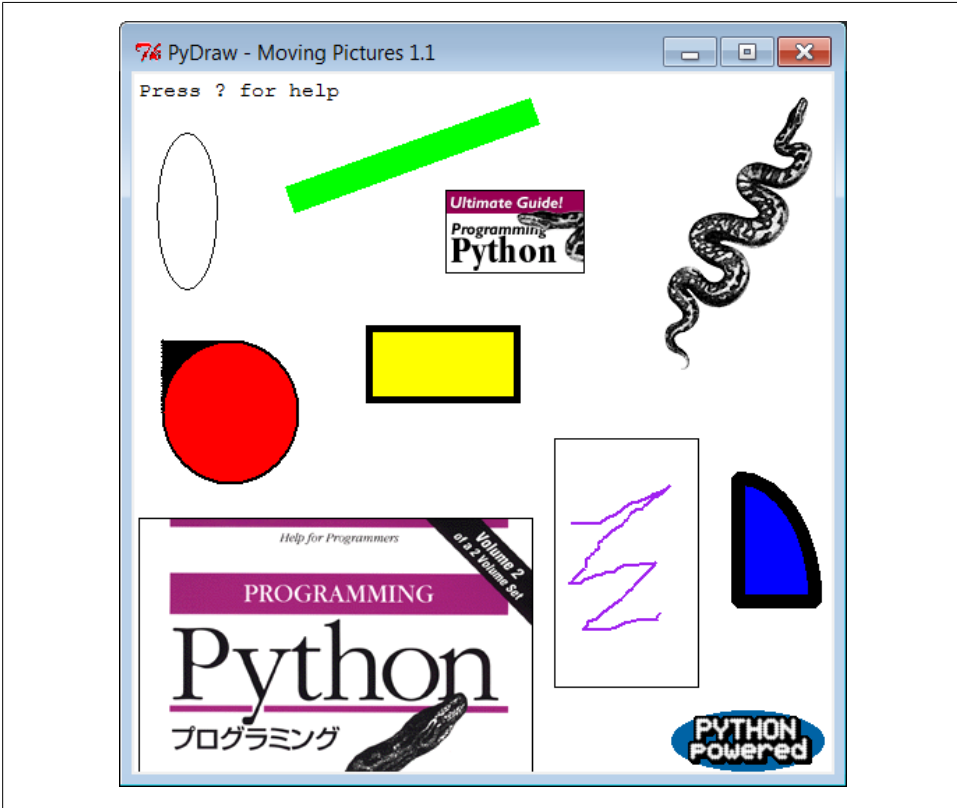 PyDraw - Moving Pictures 1.1
Press ? for help
Ultimate Guide!
Programming
Python
Help for Programmers
Volume 2
of a 2 Volume Set
PROGRAMMING
Python
プログラミング
PYTHON
powered